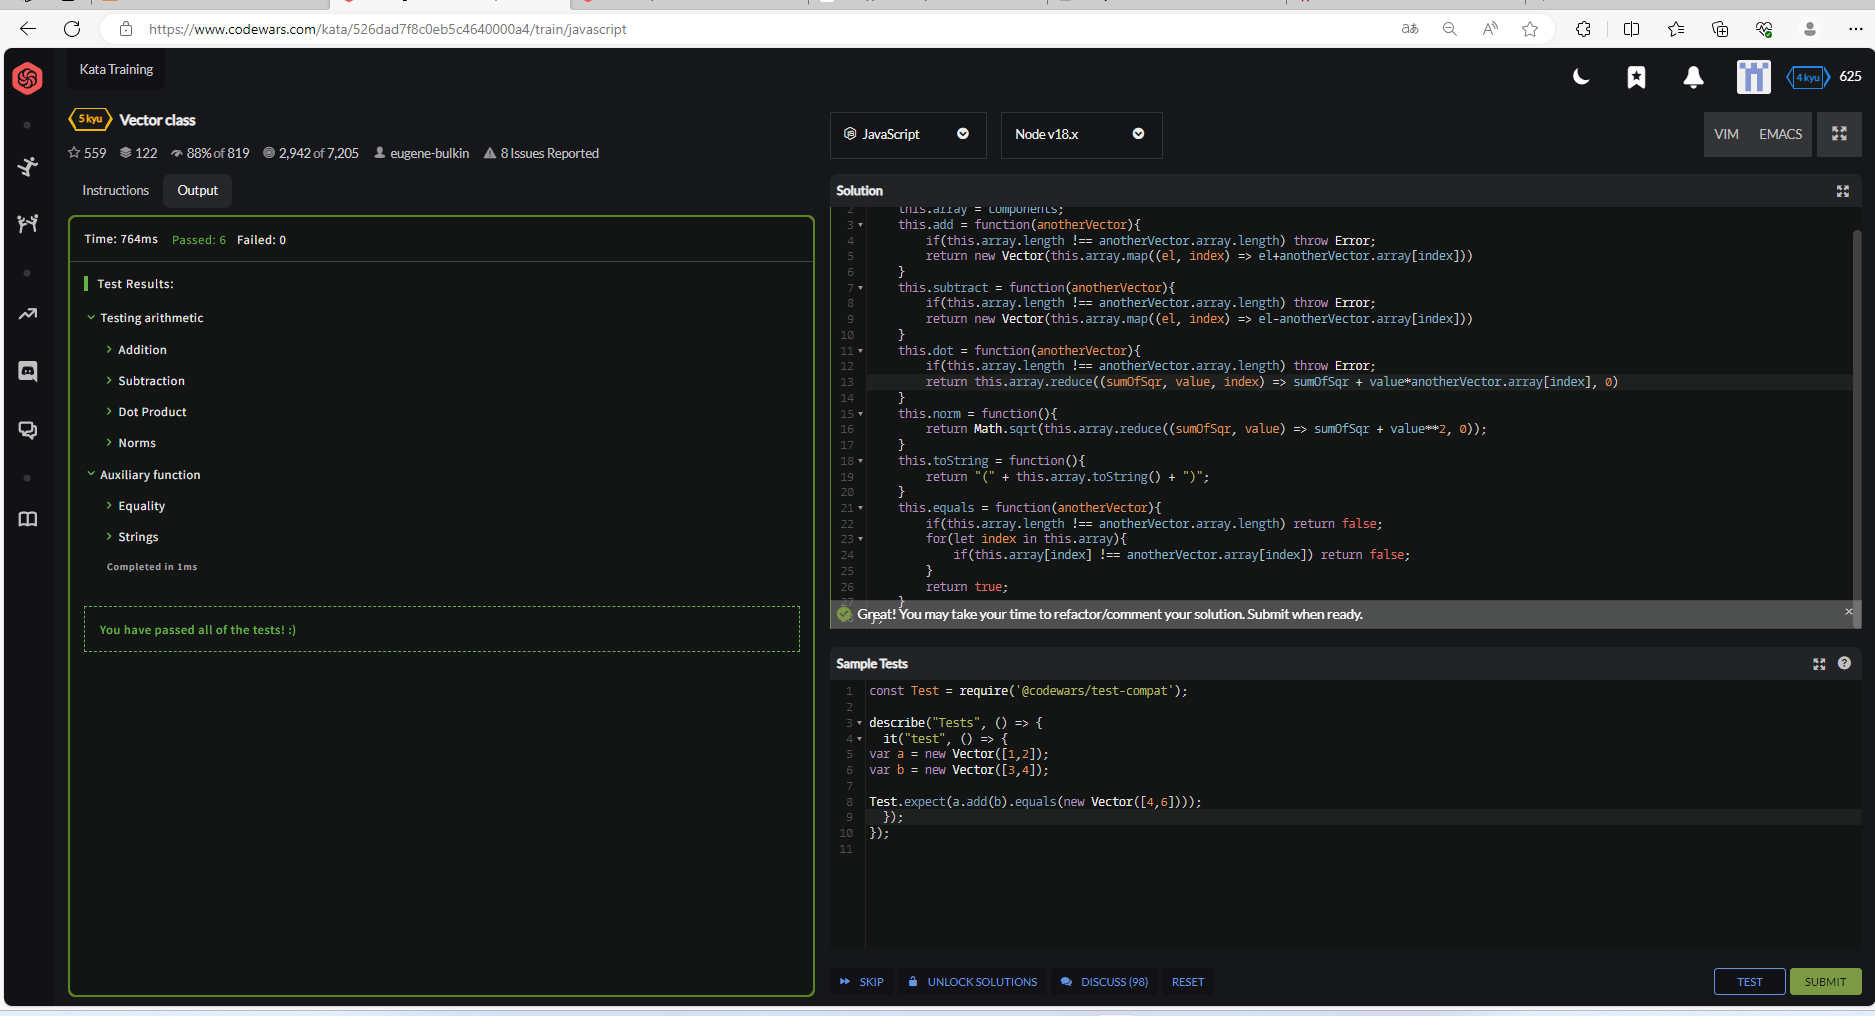 https://www.codewars.com/kata/526dad7f8c0eb5c4640000a4/train/javascript
Kata Training
4 kyu 625
5 kyu Vector class
559 122 88% of 819 2,942 of 7,205 eugene-bulkin 8 Issues Reported
Instructions Output
Time: 764ms Passed: 6 Failed: 0
Test Results:
Testing arithmetic
Addition
Subtraction
Dot Product
Norms
Auxiliary function
Equality
Strings
Completed in 1ms
You have passed all of the tests! :)
JavaScript Node v18.x VIM EMACS
Solution
2 this.array = components;
3 this.add = function(anotherVector){
4 if(this.array.length !== anotherVector.array.length) throw Error;
5 return new Vector(this.array.map((el, index) => el+anotherVector.array[index]))
6 }
7 this.subtract = function(anotherVector){
8 if(this.array.length !== anotherVector.array.length) throw Error;
9 return new Vector(this.array.map((el, index) => el-anotherVector.array[index]))
10 }
11 this.dot = function(anotherVector){
12 if(this.array.length !== anotherVector.array.length) throw Error;
13 return this.array.reduce((sumOfSqr, value, index) => sumOfSqr + value*anotherVector.array[index], 0)
14 }
15 this.norm = function(){
16 return Math.sqrt(this.array.reduce((sumOfSqr, value) => sumOfSqr + value**2, 0));
17 }
18 this.toString = function(){
19 return "(" + this.array.toString() + ")";
20 }
21 this.equals = function(anotherVector){
22 if(this.array.length !== anotherVector.array.length) return false;
23 for(let index in this.array){
24 if(this.array[index] !== anotherVector.array[index]) return false;
25 }
26 return true;
27 }
Great! You may take your time to refactor/comment your solution. Submit when ready.
Sample Tests
1 const Test = require('@codewars/test-compat');
2
3 describe("Tests", () => {
4 it("test", () => {
5 var a = new Vector([1,2]);
6 var b = new Vector([3,4]);
7
8 Test.expect(a.add(b).equals(new Vector([4,6])));
9 });
10 });
11
SKIP UNLOCK SOLUTIONS DISCUSS (98) RESET TEST SUBMIT